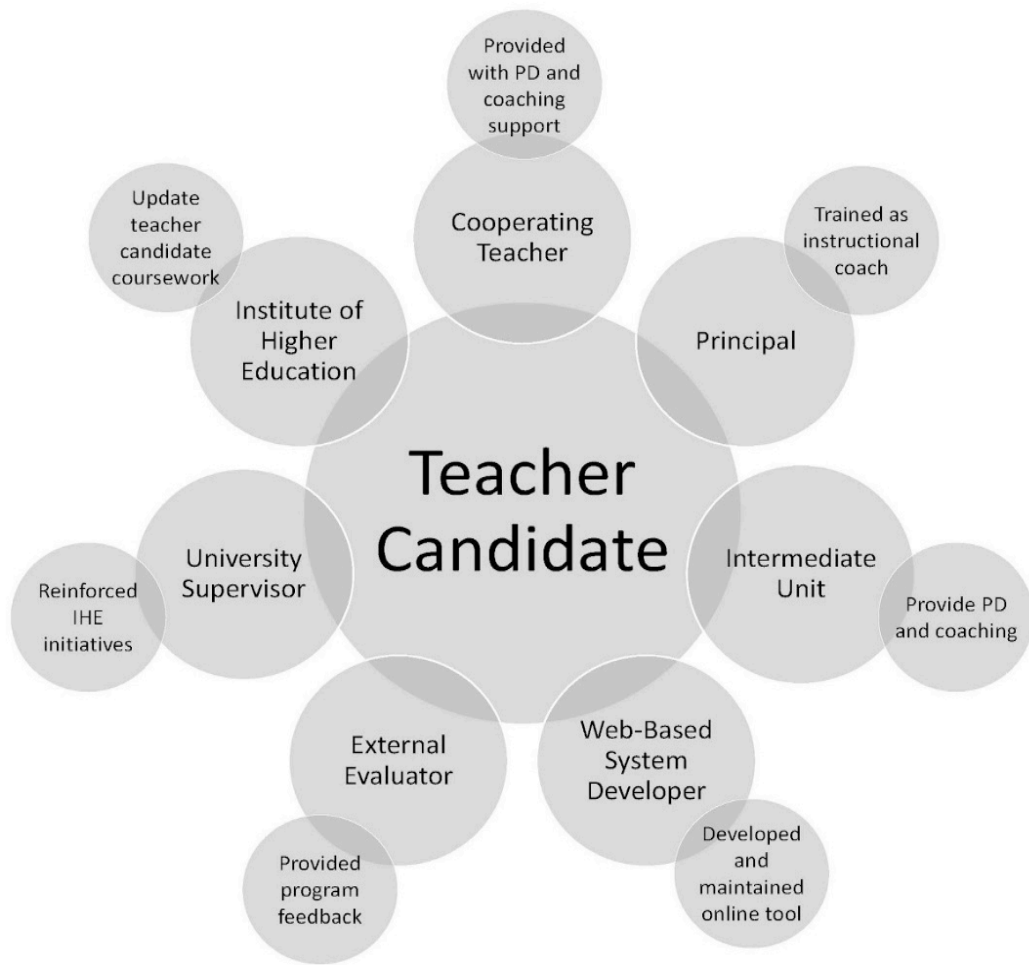 Provided
with PD and
coaching
support
Cooperating
Teacher
Trained as
instructional
coach
Principal
Update
teacher
candidate
coursework
Institute of
Higher
Education
Teacher
Candidate
Intermediate
Unit
Provide PD
and coaching
University
Supervisor
Reinforced
IHE
initiatives
Web-Based
System
Developer
Developed
and
maintained
online tool
External
Evaluator
Provided
program
feedback